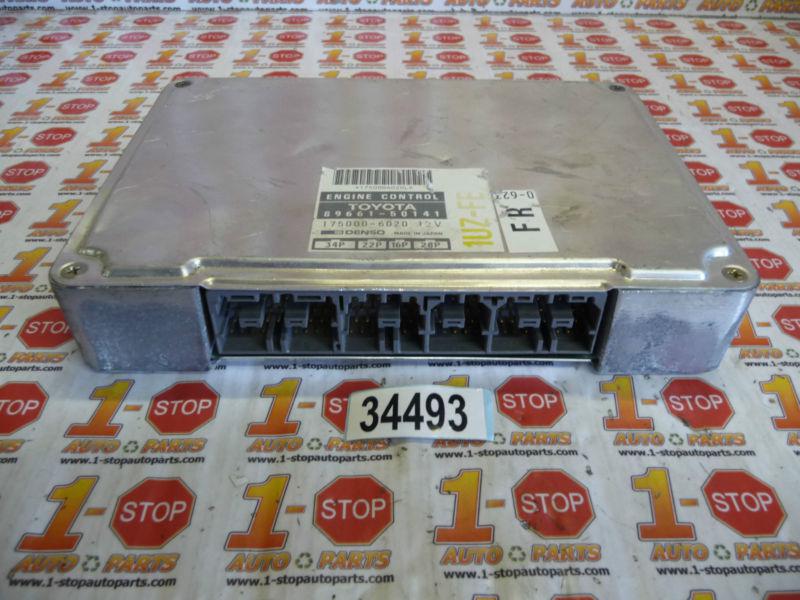 *1750006020LX
ENGINE CONTROL
TOYOTA
89661-50141
175000-6020 12V
DENSO MADE IN JAPAN
34P 22P 16P 28P
1UZ-FE
FR
34493
1-STOP
AUTO PARTS
www.1-stopautoparts.com